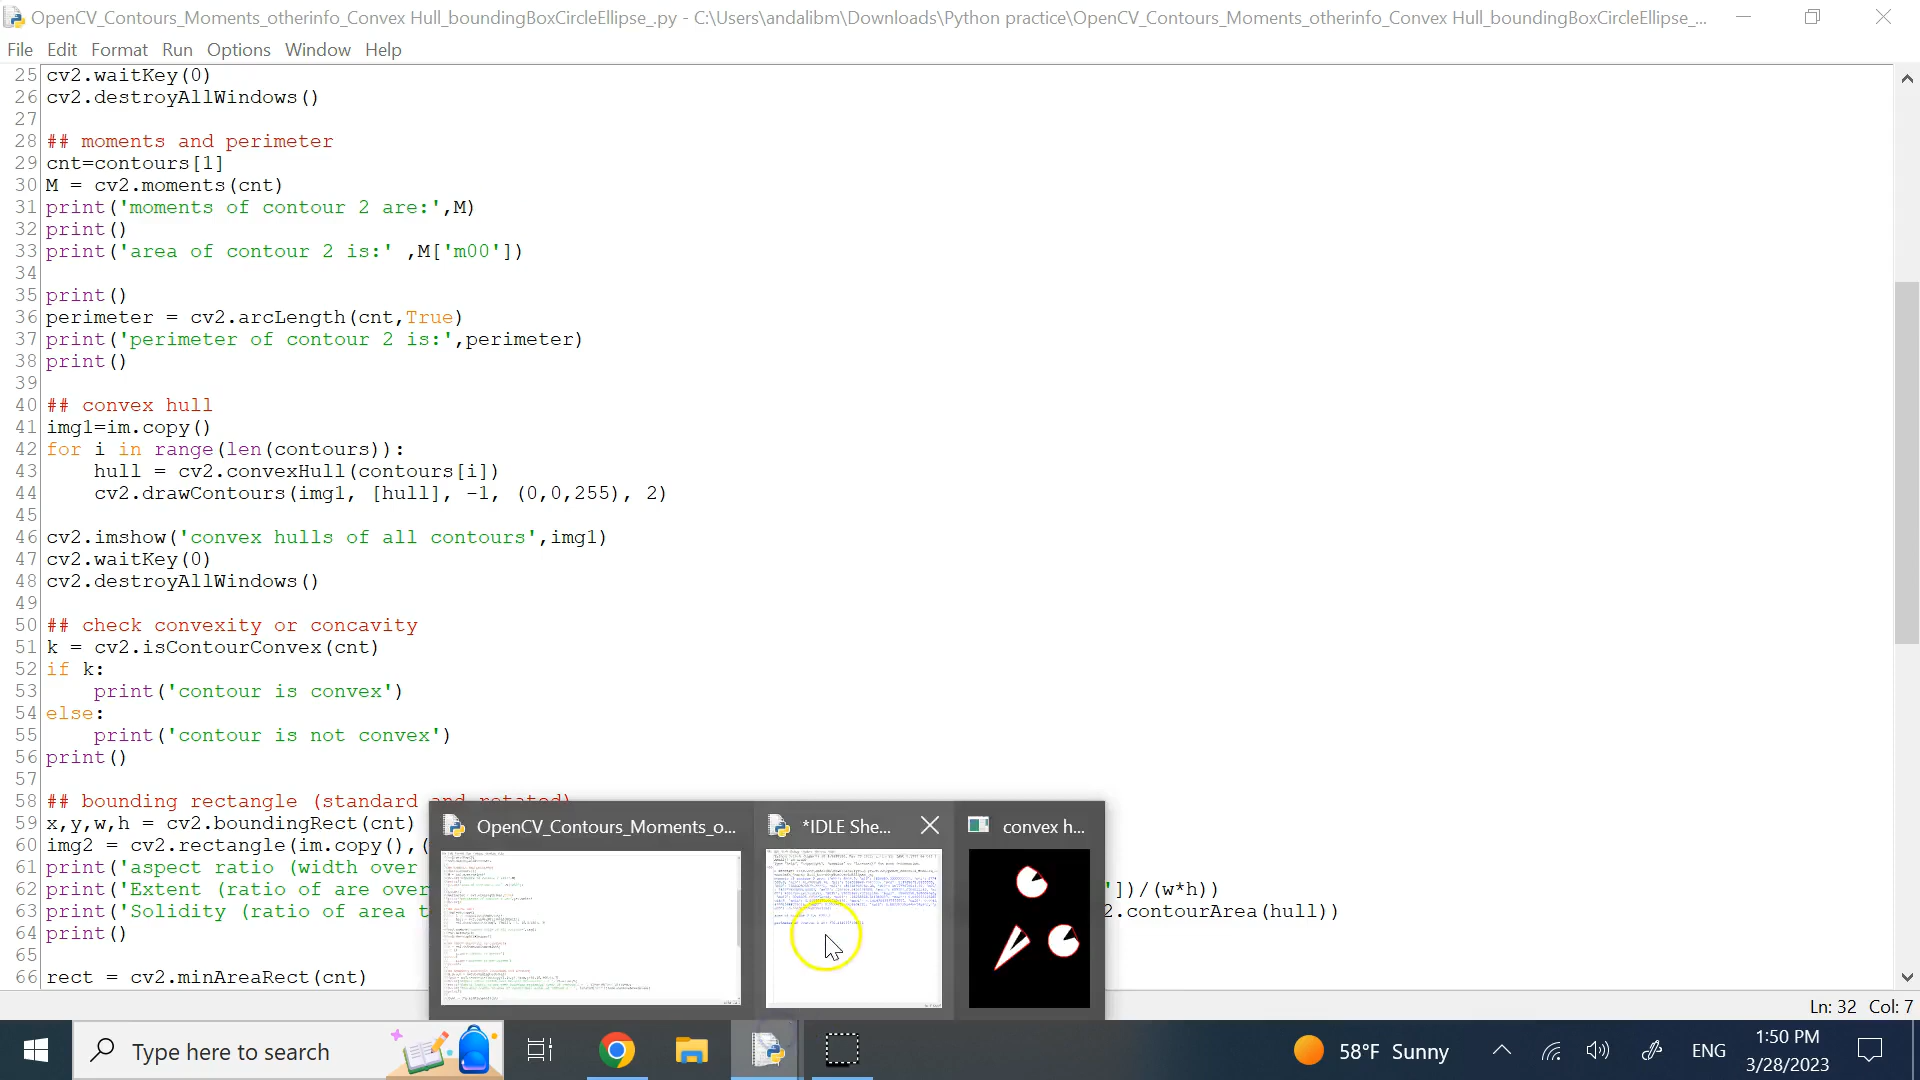 OpenCV_Contours_Moments_otherinfo_Convex Hull_boundingBoxCircleEllipse_.py - C:\Users\andalibm\Downloads\Python practice\OpenCV_Contours_Moments_otherinfo_Convex Hull_boundingBoxCircleEllipse_...
File Edit Format Run Options Window Help
25 cv2.waitKey(0)
26 cv2.destroyAllWindows()
27
28 ## moments and perimeter
29 cnt=contours[1]
30 M = cv2.moments(cnt)
31 print('moments of contour 2 are:',M)
32 print()
33 print('area of contour 2 is:' ,M['m00'])
34
35 print()
36 perimeter = cv2.arcLength(cnt,True)
37 print('perimeter of contour 2 is:',perimeter)
38 print()
39
40 ## convex hull
41 img1=im.copy()
42 for i in range(len(contours)):
43     hull = cv2.convexHull(contours[i])
44     cv2.drawContours(img1, [hull], -1, (0,0,255), 2)
45
46 cv2.imshow('convex hulls of all contours',img1)
47 cv2.waitKey(0)
48 cv2.destroyAllWindows()
49
50 ## check convexity or concavity
51 k = cv2.isContourConvex(cnt)
52 if k:
53     print('contour is convex')
54 else:
55     print('contour is not convex')
56 print()
57
58 ## bounding rectangle (standard and rotated)
59 x,y,w,h = cv2.boundingRect(cnt)
60 img2 = cv2.rectangle(im.copy(),(
61 print('aspect ratio (width over
62 print('Extent (ratio of are over '])/(w*h))
63 print('Solidity (ratio of area t 2.contourArea(hull))
64 print()
65
66 rect = cv2.minAreaRect(cnt)
OpenCV_Contours_Moments_o... *IDLE She... convex h...
Ln: 32 Col: 7
Type here to search
58°F Sunny
ENG
1:50 PM
3/28/2023